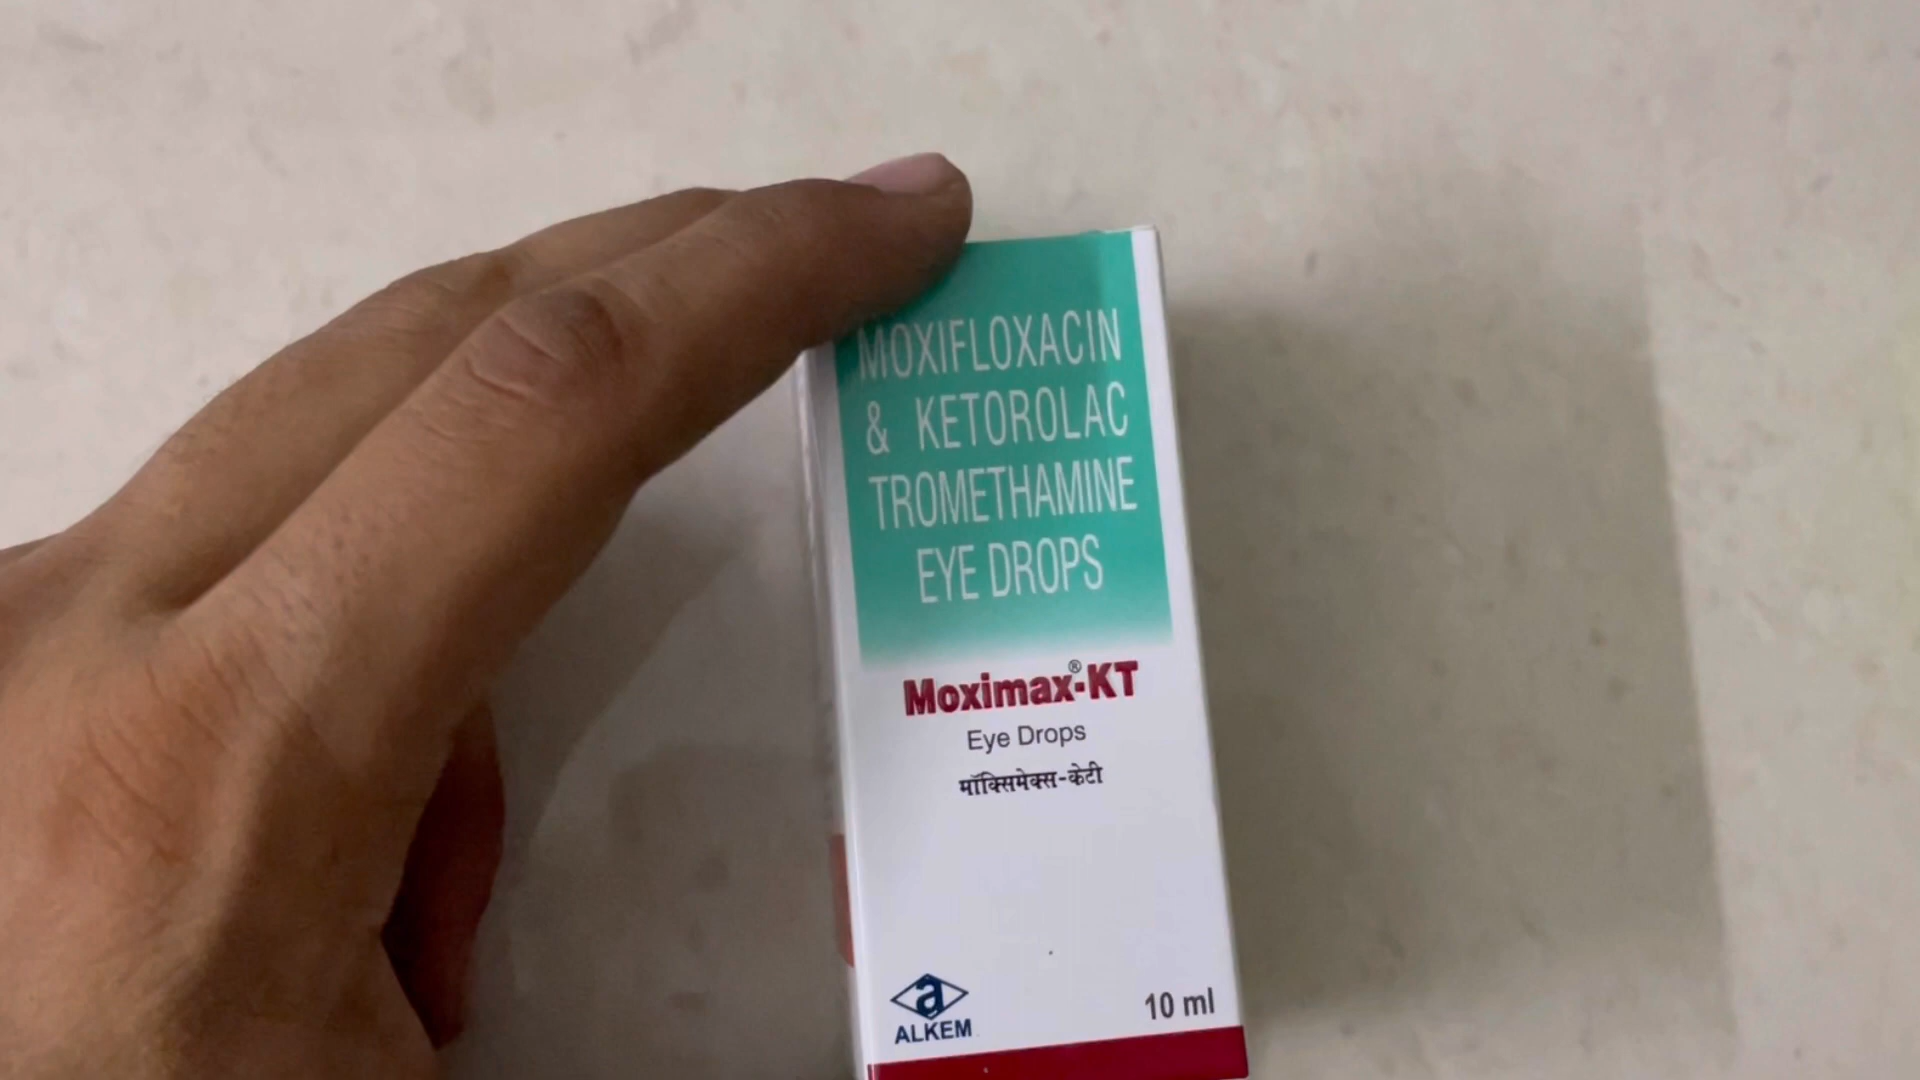 MOXIFLOXACIN
& KETOROLAC
TROMETHAMINE
EYE DROPS
Moximax®-KT
Eye Drops
मॉक्सिमेक्स-केटी
a
ALKEM
10 ml